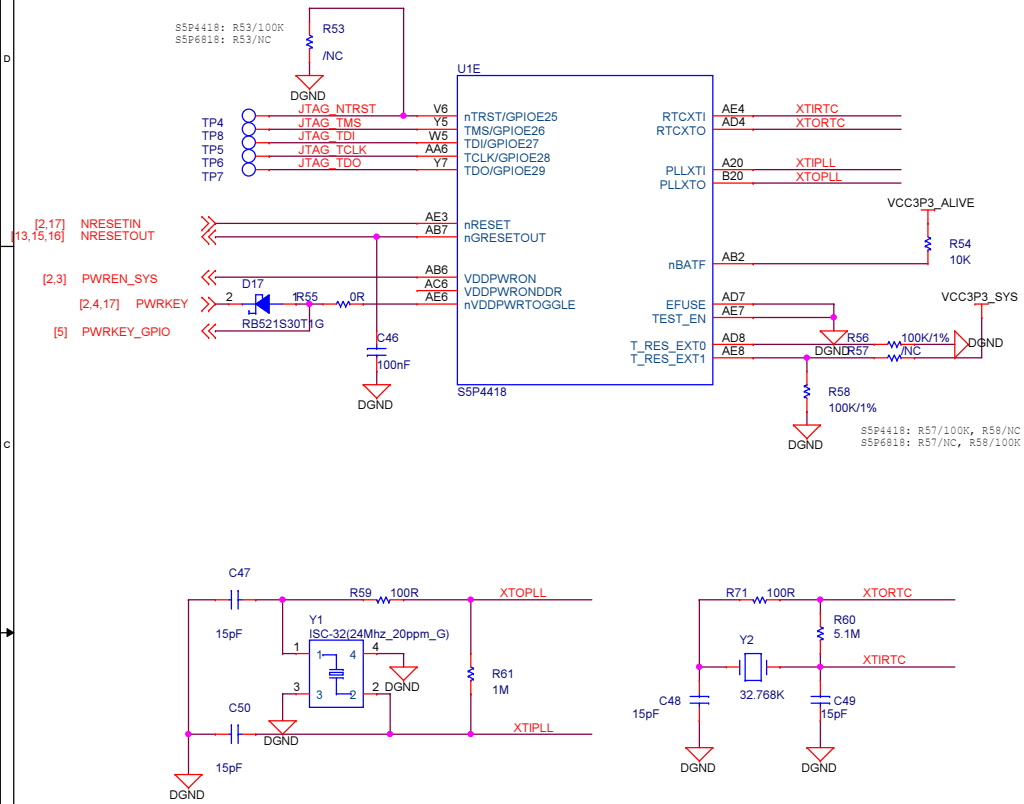 S5P4418: R53/100K
S5P6818: R53/NC
R53
/NC
DGND
D
U1E
TP4 JTAG_NTRST V6 nTRST/GPIOE25
TP8 JTAG_TMS Y5 TMS/GPIOE26
TP5 JTAG_TDI W5 TDI/GPIOE27
TP6 JTAG_TCLK AA6 TCLK/GPIOE28
TP7 JTAG_TDO Y7 TDO/GPIOE29
RTCXTI AE4 XTIRTC
RTCXTO AD4 XTORTC
PLLXTI A20 XTIPLL
PLLXTO B20 XTOPLL
[2,17] NRESETIN AE3 nRESET
[13,15,16] NRESETOUT AB7 nGRESETOUT
VCC3P3_ALIVE
R54
10K
nBATF AB2
[2,3] PWREN_SYS AB6 VDDPWRON
AC6 VDDPWRONDDR
D17
[2,4,17] PWRKEY 2 1 R55 0R AE6 nVDDPWRTOGGLE
RB521S30T1G
[5] PWRKEY_GPIO
EFUSE AD7
TEST_EN AE7
VCC3P3_SYS
DGND
T_RES_EXT0 AD8 R56 100K/1% DGND
T_RES_EXT1 AE8 R57 /NC
C46
100nF
DGND
S5P4418
R58
100K/1%
DGND
S5P4418: R57/100K, R58/NC
S5P6818: R57/NC, R58/100K
C
C47
15pF
R59 100R XTOPLL
Y1
ISC-32(24Mhz_20ppm_G)
1 1 4 4
DGND
3 3 2 2
DGND
R61
1M
C50
15pF
XTIPLL
DGND
R71 100R XTORTC
R60
5.1M
Y2
32.768K
XTIRTC
C48
15pF
C49
15pF
DGND
DGND